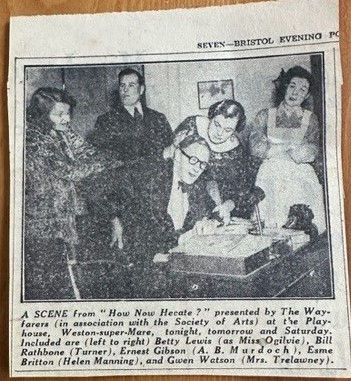 SEVEN—BRISTOL EVENING PO
A SCENE from "How Now Hecate?" presented by The Way-
farers (in association with the Society of Arts) at the Play-
house, Weston-super-Mare, tonight, tomorrow and Saturday.
Included are (left to right) Betty Lewis (as Miss Ogilvie), Bill
Rathbone (Turner), Ernest Gibson (A. B. Murdoch), Esme
Britton (Helen Manning), and Gwen Watson (Mrs. Trelawney).